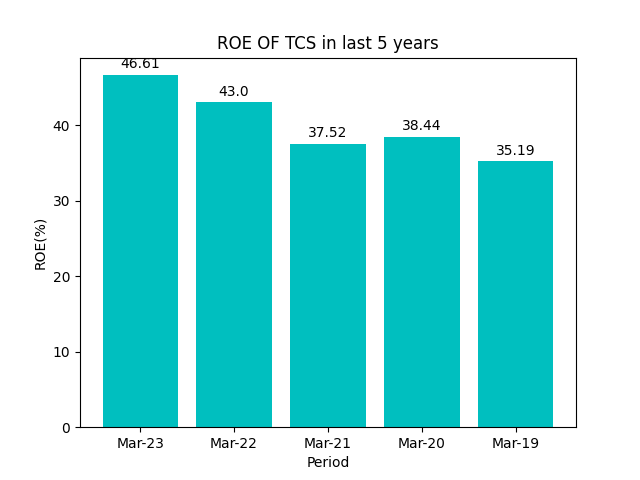 ROE OF TCS in last 5 years
46.61
43.0
37.52
38.44
35.19
ROE(%)
40
30
20
10
0
Mar-23 Mar-22 Mar-21 Mar-20 Mar-19
Period